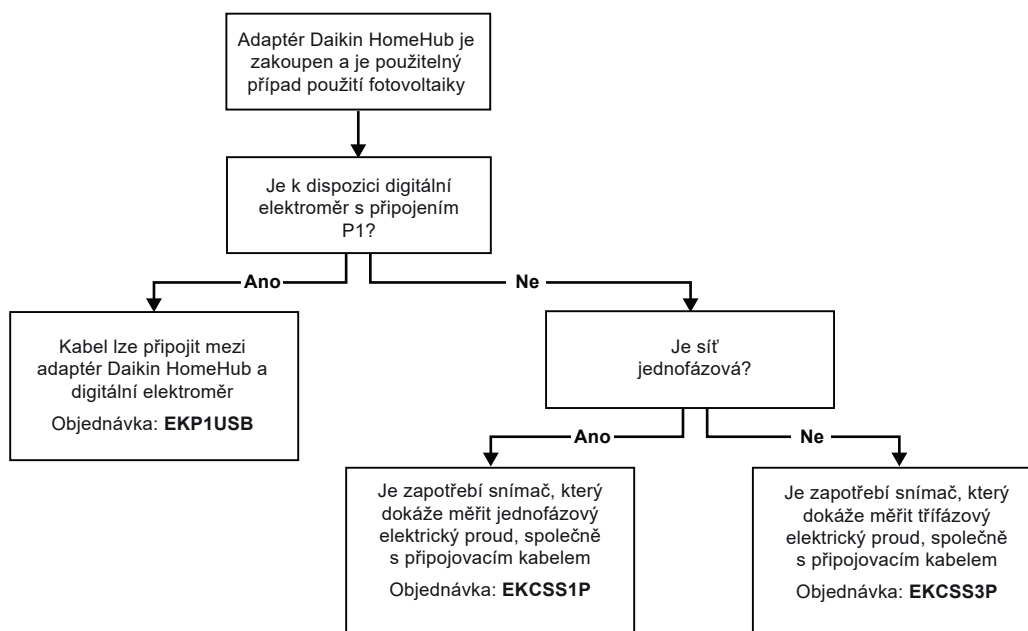 Adaptér Daikin HomeHub je
zakoupen a je použitelný
případ použití fotovoltaiky
Je k dispozici digitální
elektroměr s připojením
P1?
Ano
Ne
Kabel lze připojit mezi
adaptér Daikin HomeHub a
digitální elektroměr
Objednávka: EKP1USB
Je síť
jednofázová?
Ano
Ne
Je zapotřebí snímač, který
dokáže měřit jednofázový
elektrický proud, společně
s připojovacím kabelem
Objednávka: EKCSS1P
Je zapotřebí snímač, který
dokáže měřit třífázový
elektrický proud, společně
s připojovacím kabelem
Objednávka: EKCSS3P